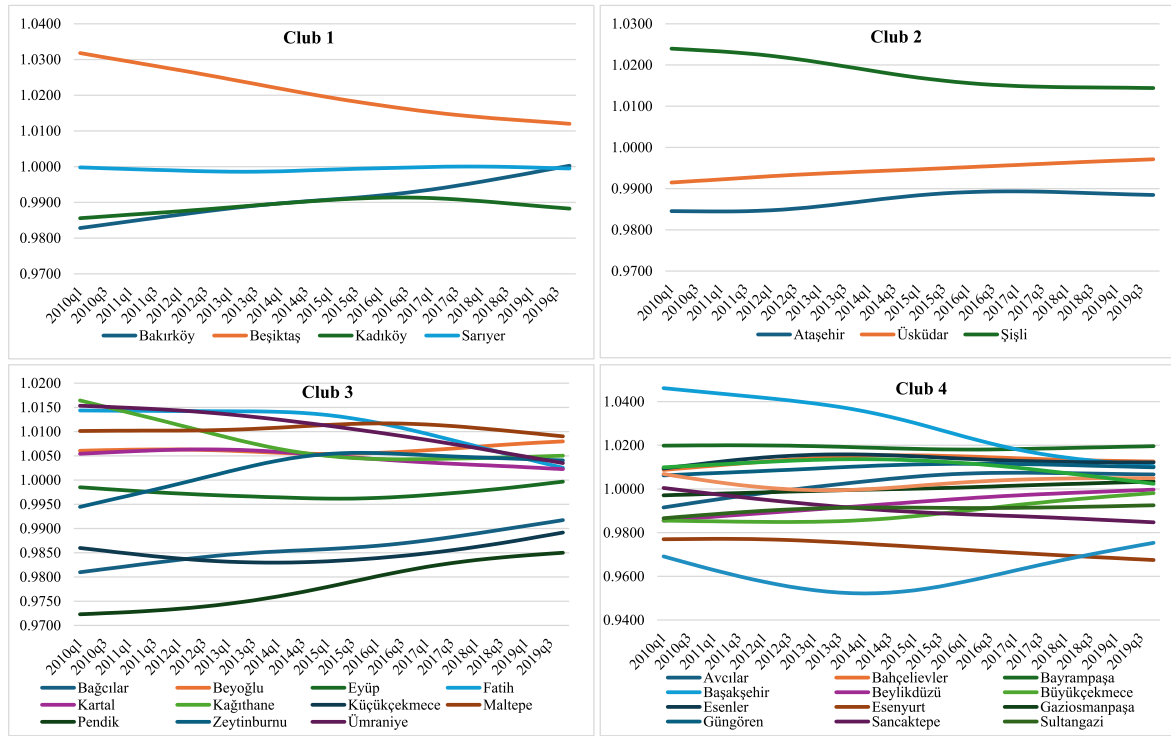 Club 1
1.0400
1.0300
1.0200
1.0100
1.0000
0.9900
0.9800
0.9700
2010q1 2010q3 2011q1 2011q3 2012q1 2012q3 2013q1 2013q3 2014q1 2014q3 2015q1 2015q3 2016q1 2016q3 2017q1 2017q3 2018q1 2018q3 2019q1 2019q3
Bakırköy Beşiktaş Kadıköy Sarıyer
Club 2
1.0300
1.0200
1.0100
1.0000
0.9900
0.9800
0.9700
2010q1 2010q3 2011q1 2011q3 2012q1 2012q3 2013q1 2013q3 2014q1 2014q3 2015q1 2015q3 2016q1 2016q3 2017q1 2017q3 2018q1 2018q3 2019q1 2019q3
Ataşehir Üsküdar Şişli
Club 3
1.0200
1.0150
1.0100
1.0050
1.0000
0.9950
0.9900
0.9850
0.9800
0.9750
0.9700
2010q1 2010q3 2011q1 2011q3 2012q1 2012q3 2013q1 2013q3 2014q1 2014q3 2015q1 2015q3 2016q1 2016q3 2017q1 2017q3 2018q1 2018q3 2019q1 2019q3
Bağcılar Beyoğlu Eyüp Fatih
Kartal Kağıthane Küçükçekmece Maltepe
Pendik Zeytinburnu Ümraniye
Club 4
1.0400
1.0200
1.0000
0.9800
0.9600
0.9400
2010q1 2010q3 2011q1 2011q3 2012q1 2012q3 2013q1 2013q3 2014q1 2014q3 2015q1 2015q3 2016q1 2016q3 2017q1 2017q3 2018q1 2018q3 2019q1 2019q3
Avcılar Bahçelievler Bayrampaşa
Başakşehir Beylikdüzü Büyükçekmece
Esenler Esenyurt Gaziosmanpaşa
Güngören Sancaktepe Sultangazi